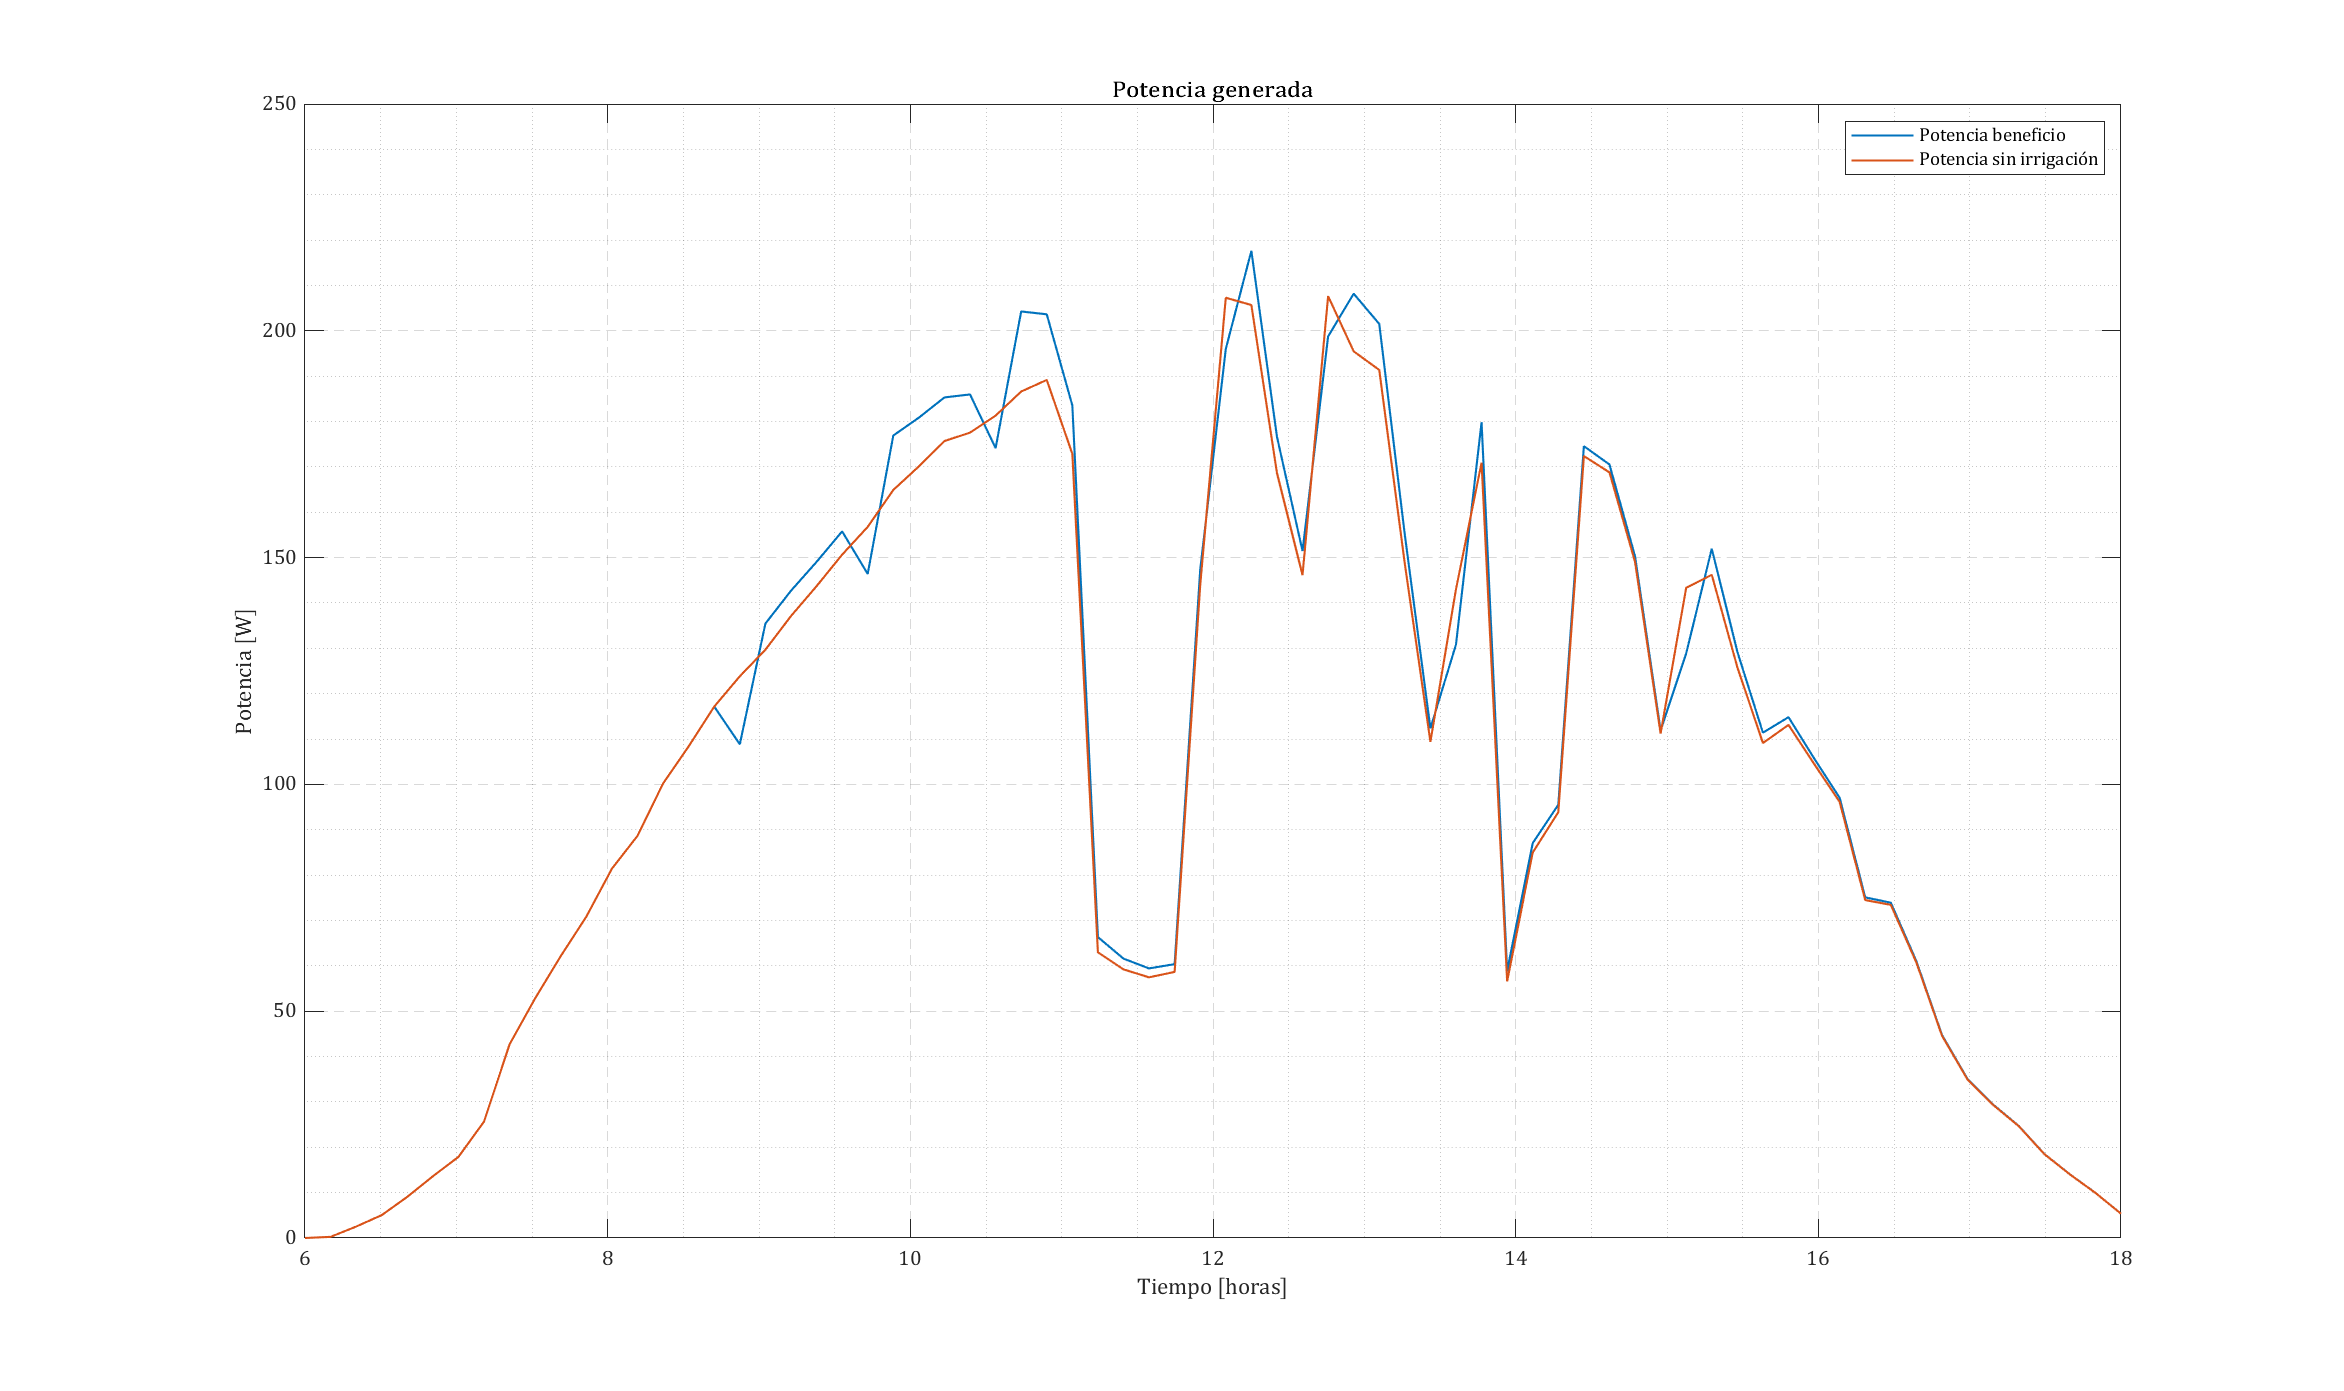 Potencia generada
250
Potencia beneficio
Potencia sin irrigación
200
150
Potencia [W]
100
50
0
6 8 10 12 14 16 18
Tiempo [horas]